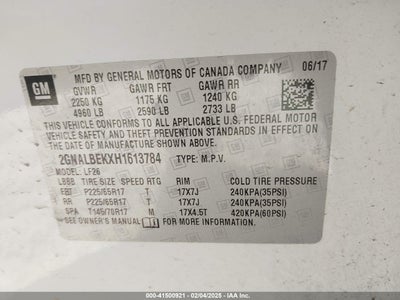 GM
MFD BY GENERAL MOTORS OF CANADA COMPANY 06/17
GVWR GAWR FRT GAWR RR
2250 KG 1175 KG 1240 KG
4960 LB 2590 LB 2733 LB
THIS VEHICLE CONFORMS TO ALL APPLICABLE U.S. FEDERAL MOTOR
VEHICLE SAFETY, BUMPER, AND THEFT PREVENTION STANDARDS IN EFFECT ON THE DATE
OF MANUFACTURE SHOWN ABOVE.
2GNALBEKXH1613784 TYPE: M.P.V.
MODEL: LF26
TIRE SIZE SPEED RTG RIM COLD TIRE PRESSURE
FRT P225/65R17 T 17X7J 240KPA(35PSI)
RR P225/65R17 T 17X7J 240KPA(35PSI)
SPA T145/70R17 M 17X4.5T 420KPA(60PSI)
SEE OWNER'S MANUAL FOR MORE INFORMATION.
000-41500921 - 02/04/2025 - IAA